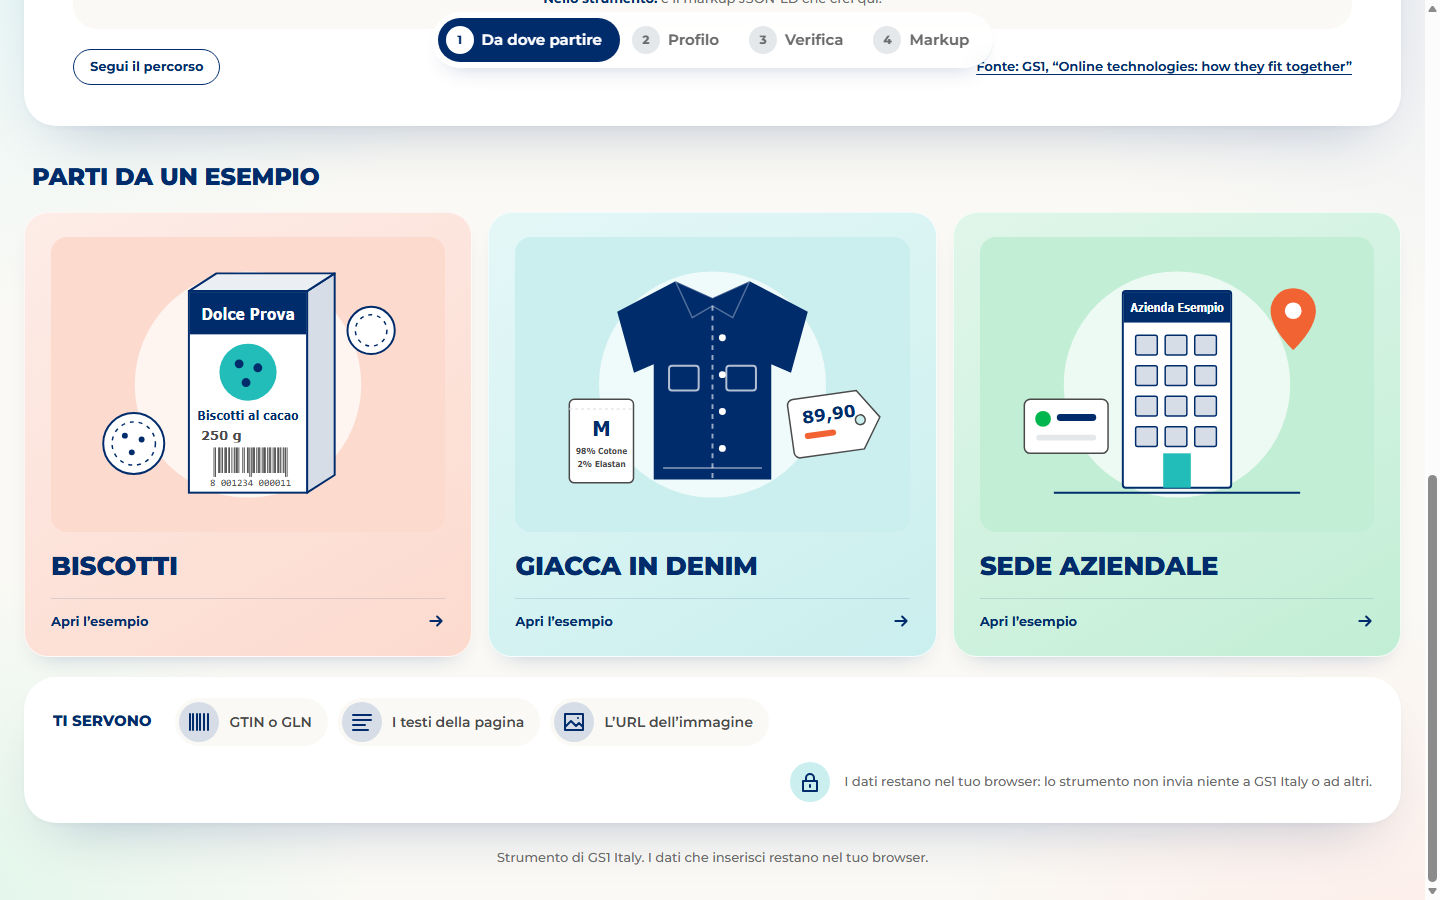 1 Da dove partire
2 Profilo
3 Verifica
4 Markup
Segui il percorso
Fonte: GS1, “Online technologies: how they fit together”
PARTI DA UN ESEMPIO
Dolce Prova
Biscotti al cacao
250 g
8 001234 000011
M
98% Cotone
2% Elastan
89,90
Azienda Esempio
BISCOTTI
Apri l’esempio
GIACCA IN DENIM
Apri l’esempio
SEDE AZIENDALE
Apri l’esempio
TI SERVONO
GTIN o GLN
I testi della pagina
L’URL dell’immagine
I dati restano nel tuo browser: lo strumento non invia niente a GS1 Italy o ad altri.
Strumento di GS1 Italy. I dati che inserisci restano nel tuo browser.